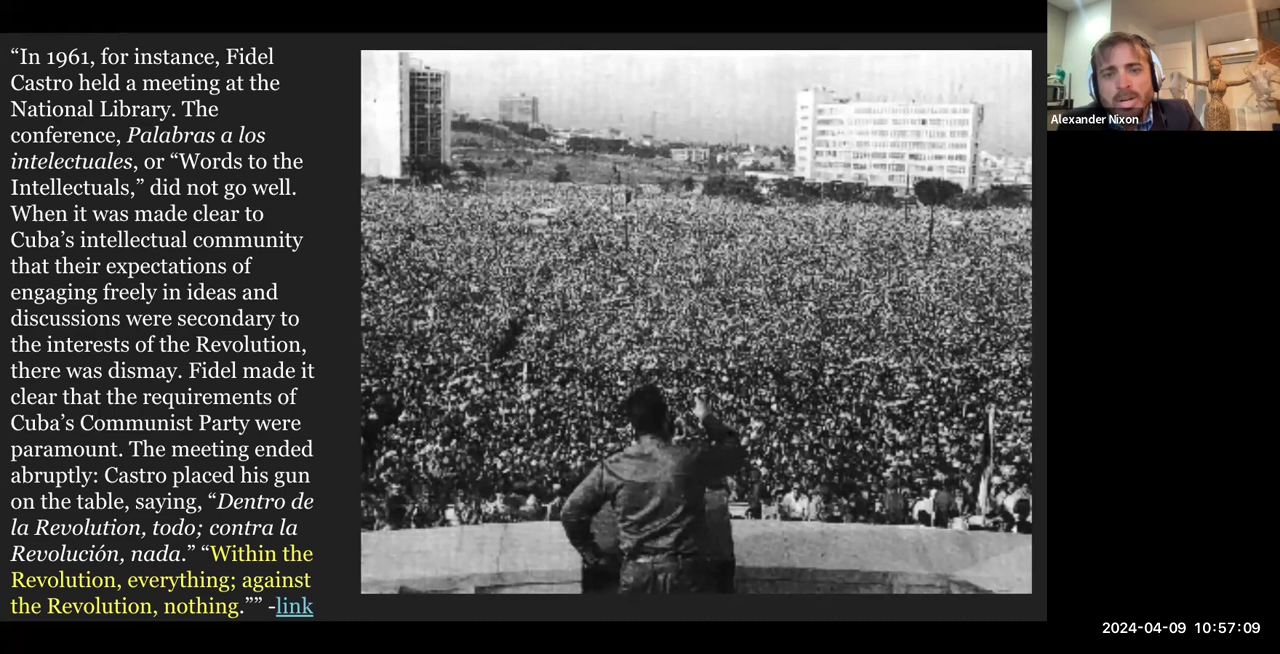 “In 1961, for instance, Fidel
Castro held a meeting at the
National Library. The
conference, Palabras a los
intelectuales, or “Words to the
Intellectuals,” did not go well.
When it was made clear to
Cuba’s intellectual community
that their expectations of
engaging freely in ideas and
discussions were secondary to
the interests of the Revolution,
there was dismay. Fidel made it
clear that the requirements of
Cuba’s Communist Party were
paramount. The meeting ended
abruptly: Castro placed his gun
on the table, saying, “Dentro de
la Revolution, todo; contra la
Revolución, nada.” “Within the
Revolution, everything; against
the Revolution, nothing.”” -link
Alexander Nixon
2024-04-09 10:57:09